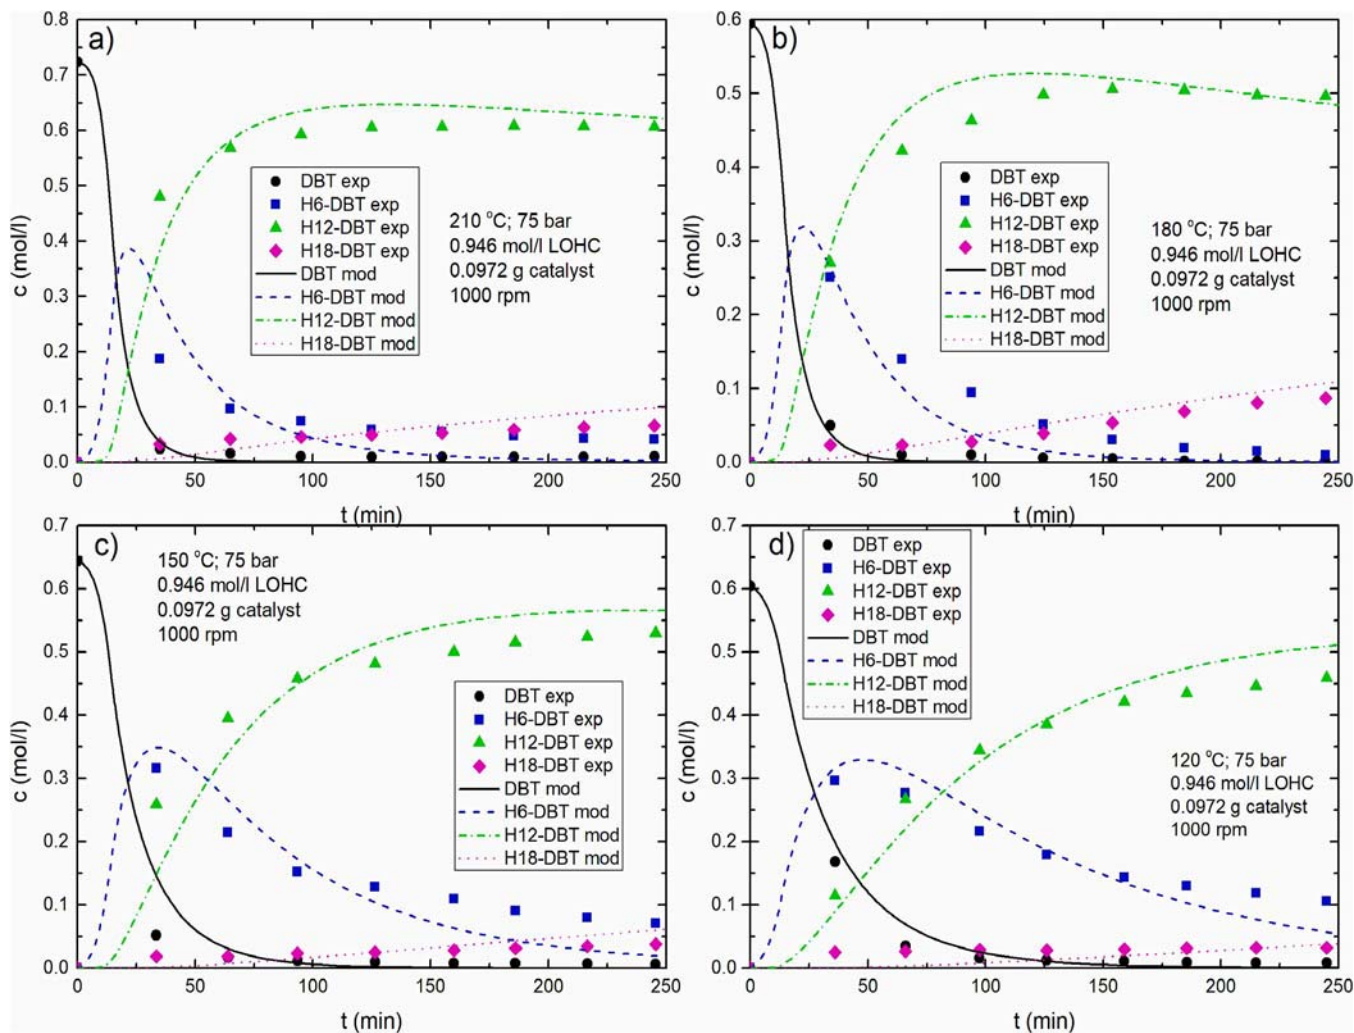 a)
0.8
0.7
0.6
0.5
0.4
0.3
0.2
0.1
0.0
c (mol/l)
DBT exp
H6-DBT exp
H12-DBT exp
H18-DBT exp
DBT mod
H6-DBT mod
H12-DBT mod
H18-DBT mod
210 °C; 75 bar
0.946 mol/l LOHC
0.0972 g catalyst
1000 rpm
0 50 100 150 200 250
t (min)
b)
0.6
0.5
0.4
0.3
0.2
0.1
0.0
DBT exp
H6-DBT exp
H12-DBT exp
H18-DBT exp
DBT mod
H6-DBT mod
H12-DBT mod
H18-DBT mod
180 °C; 75 bar
0.946 mol/l LOHC
0.0972 g catalyst
1000 rpm
0 50 100 150 200 250
t (min)
c)
0.7
0.6
0.5
0.4
0.3
0.2
0.1
0.0
c (mol/l)
150 °C; 75 bar
0.946 mol/l LOHC
0.0972 g catalyst
1000 rpm
DBT exp
H6-DBT exp
H12-DBT exp
H18-DBT exp
DBT mod
H6-DBT mod
H12-DBT mod
H18-DBT mod
0 50 100 150 200 250
t (min)
d)
0.7
0.6
0.5
0.4
0.3
0.2
0.1
0.0
c (mol/l)
DBT exp
H6-DBT exp
H12-DBT exp
H18-DBT exp
DBT mod
H6-DBT mod
H12-DBT mod
H18-DBT mod
120 °C; 75 bar
0.946 mol/l LOHC
0.0972 g catalyst
1000 rpm
0 50 100 150 200 250
t (min)